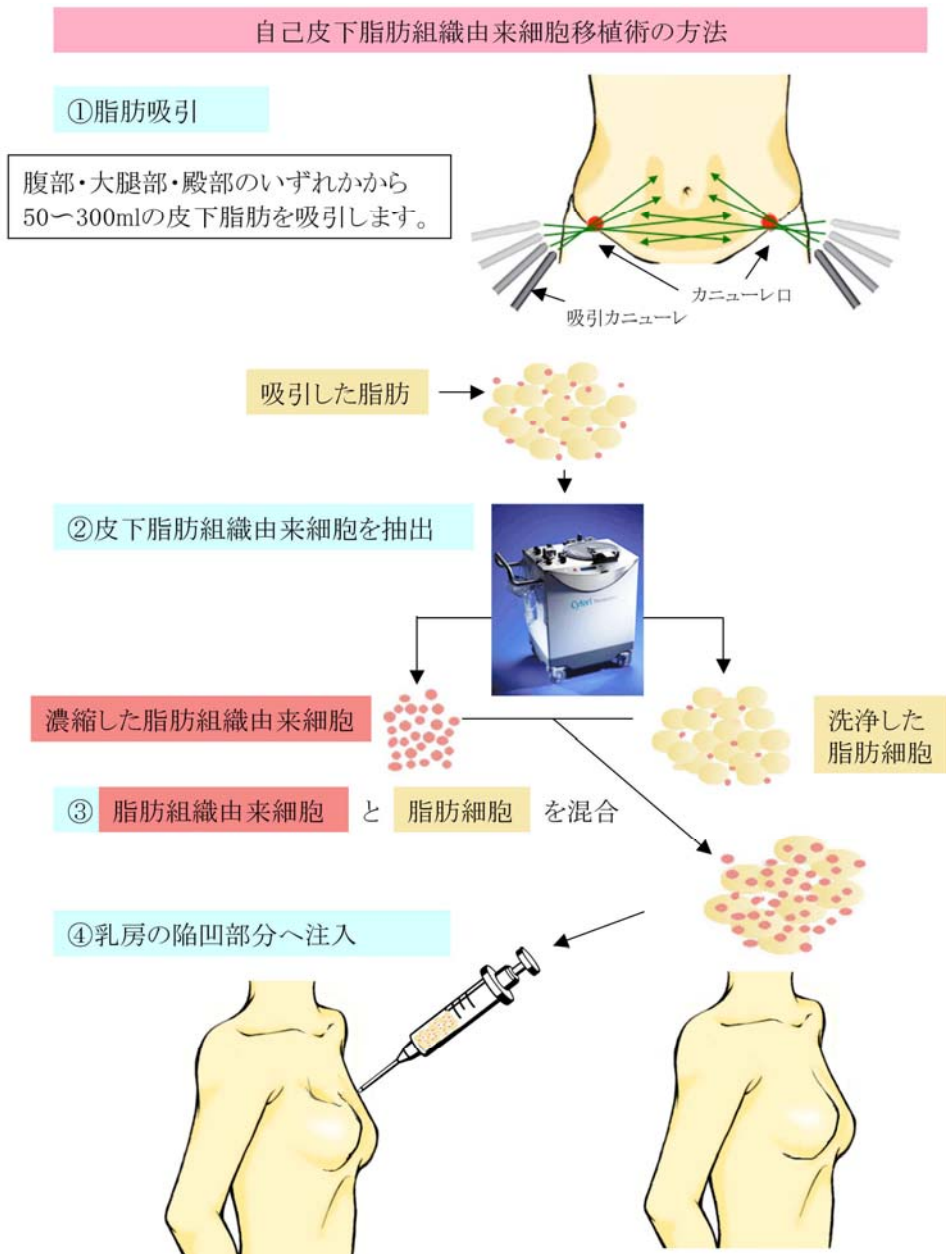 自己皮下脂肪組織由来細胞移植術の方法
①脂肪吸引
腹部・大腿部・殿部のいずれかから
50～300mlの皮下脂肪を吸引します。
カニューレ口
吸引カニューレ
吸引した脂肪
②皮下脂肪組織由来細胞を抽出
Cytori
濃縮した脂肪組織由来細胞
洗浄した
脂肪細胞
③ 脂肪組織由来細胞 と 脂肪細胞 を混合
④乳房の陥凹部分へ注入